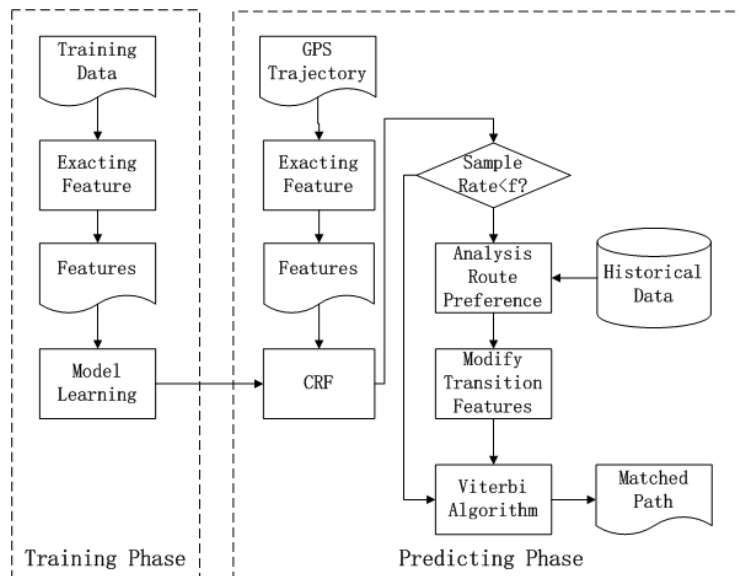 Training
Data
Exacting
Feature
Features
Model
Learning
Training Phase
GPS
Trajectory
Exacting
Feature
Features
CRF
Sample
Rate<f?
Analysis
Route
Preference
Historical
Data
Modify
Transition
Features
Viterbi
Algorithm
Matched
Path
Predicting Phase